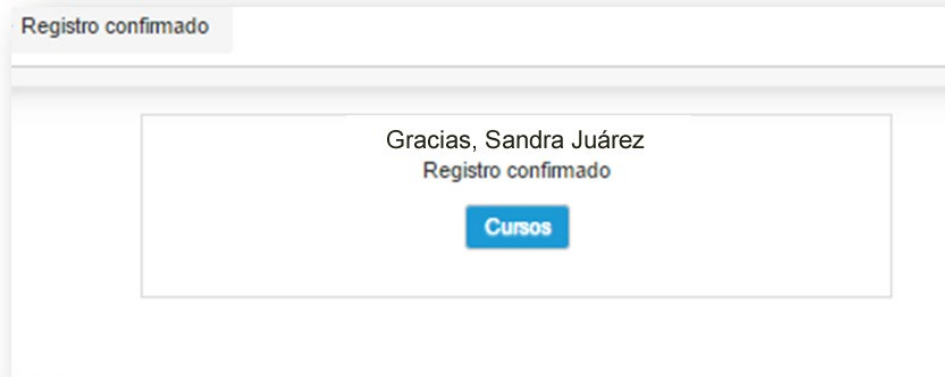 Registro confirmado
Gracias, Sandra Juárez
Registro confirmado
Cursos